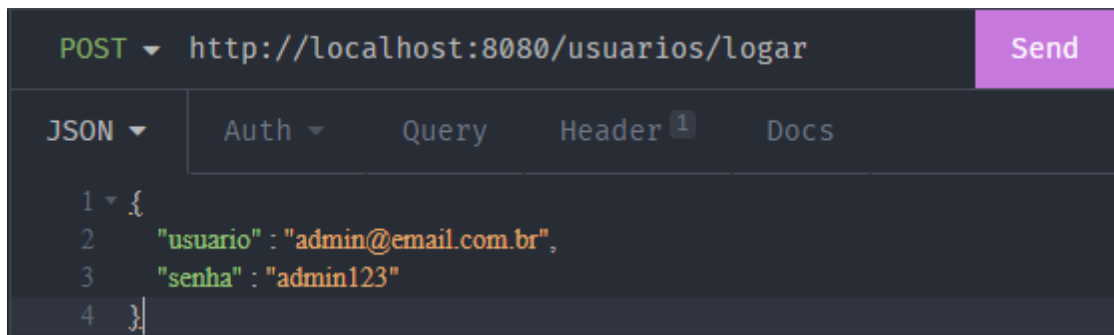 POST http://localhost:8080/usuarios/logar Send
JSON Auth Query Header 1 Docs
1 {
2 "usuario" : "admin@email.com.br",
3 "senha" : "admin123"
4 }